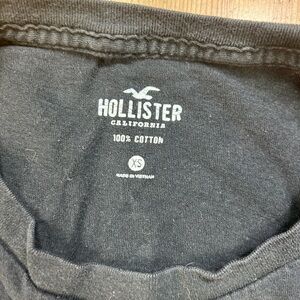 HOLLISTER
CALIFORNIA
100% COTTON
XS
MADE IN VIETNAM